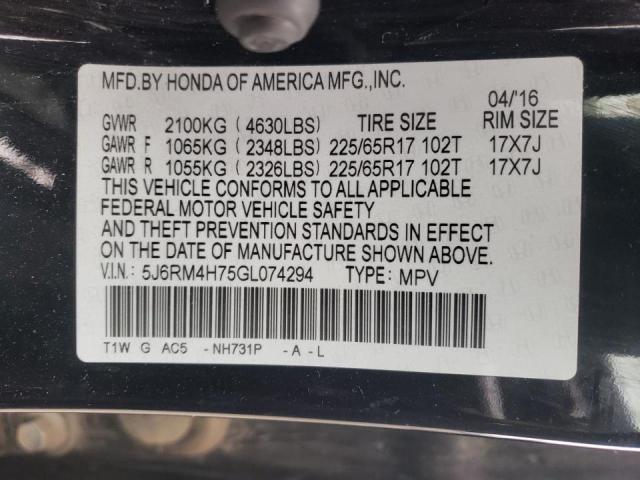 MFD.BY HONDA OF AMERICA MFG.,INC.
04/'16
GVWR 2100KG ( 4630LBS) TIRE SIZE RIM SIZE
GAWR F 1065KG ( 2348LBS) 225/65R17 102T 17X7J
GAWR R 1055KG ( 2326LBS) 225/65R17 102T 17X7J
THIS VEHICLE CONFORMS TO ALL APPLICABLE
FEDERAL MOTOR VEHICLE SAFETY
AND THEFT PREVENTION STANDARDS IN EFFECT
ON THE DATE OF MANUFACTURE SHOWN ABOVE.
V.I.N.: 5J6RM4H75GL074294 TYPE: MPV
T1W G AC5 -NH731P -A-L